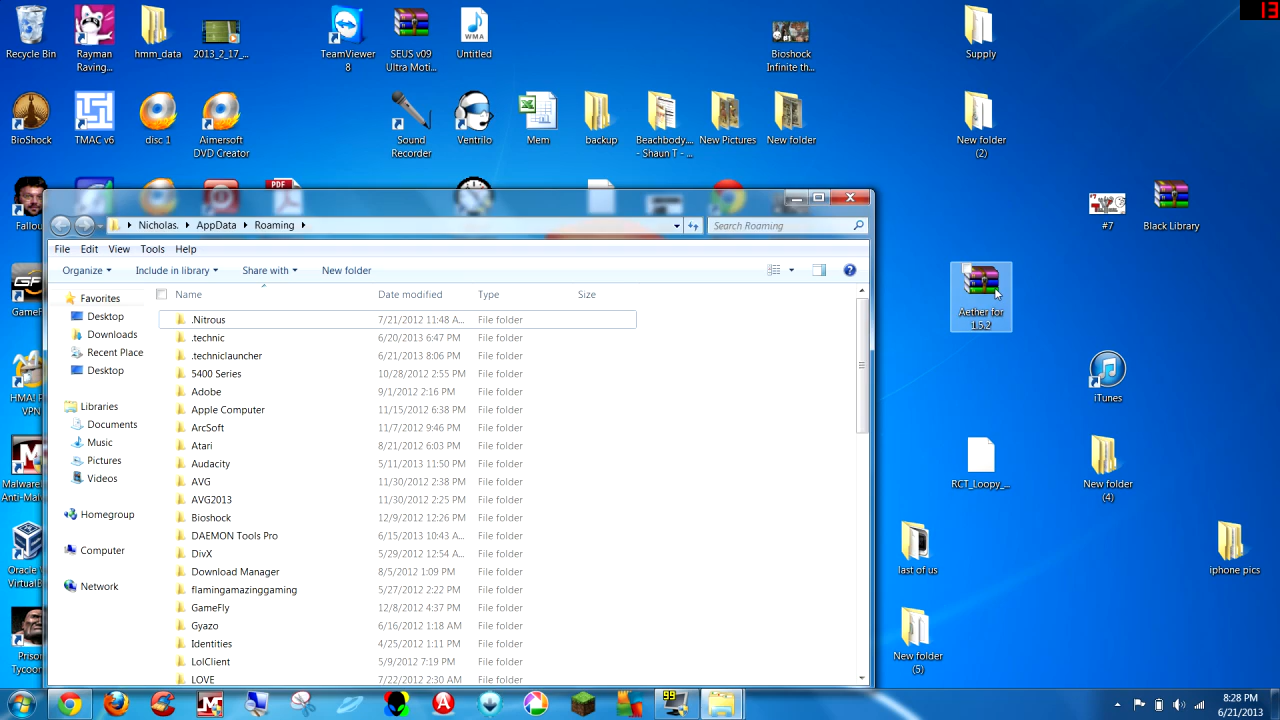 13
Recycle Bin
Rayman Raving...
hmm_data
2013_2_17_...
TeamViewer 8
SEUS v09 Ultra Moti...
Untitled
Bioshock Infinite th...
Supply
BioShock
TMAC v6
disc 1
Aimersoft DVD Creator
Sound Recorder
Ventrilo
Mem
backup
Beachbody.... - Shaun T - ...
New Pictures
New folder
New folder (2)
#7
Black Library
Aether for 1.5.2
iTunes
RCT_Loopy_...
New folder (4)
last of us
iphone pics
New folder (5)
Nicholas. AppData Roaming
Search Roaming
File Edit View Tools Help
Organize Include in library Share with New folder
Name Date modified Type Size
Favorites
Desktop
Downloads
Recent Place
Desktop
Libraries
Documents
Music
Pictures
Videos
Homegroup
Computer
Network
.Nitrous 7/21/2012 11:48 A... File folder
.technic 6/20/2013 6:47 PM File folder
.techniclauncher 6/21/2013 8:06 PM File folder
5400 Series 10/28/2012 2:55 PM File folder
Adobe 9/1/2012 2:16 PM File folder
Apple Computer 11/15/2012 6:38 PM File folder
ArcSoft 11/7/2012 9:46 PM File folder
Atari 8/21/2012 6:03 PM File folder
Audacity 5/11/2013 11:50 PM File folder
AVG 11/30/2012 2:38 PM File folder
AVG2013 11/30/2012 2:25 PM File folder
Bioshock 12/9/2012 12:26 PM File folder
DAEMON Tools Pro 6/15/2013 10:43 A... File folder
DivX 5/29/2012 12:54 A... File folder
Download Manager 8/5/2012 1:09 PM File folder
flamingamazinggaming 5/27/2012 2:22 PM File folder
GameFly 12/8/2012 4:37 PM File folder
Gyazo 6/16/2012 1:18 AM File folder
Identities 4/25/2012 1:11 PM File folder
LolClient 5/9/2012 7:19 PM File folder
LOVE 7/22/2012 2:30 AM File folder
PDF
Fallou
GameF
HMA! P VPN
Malware Anti-Mal
Oracle V VirtualB
Prison Tycoon
99
8:28 PM
6/21/2013